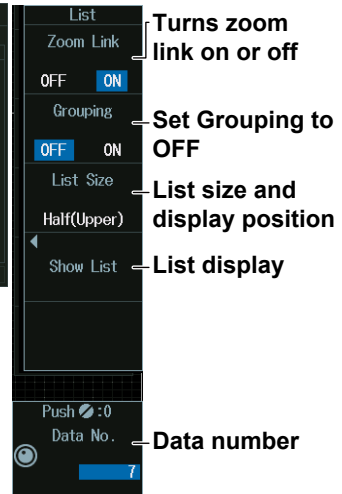 List
Zoom Link
OFF ON
Turns zoom
link on or off
Grouping
OFF ON
Set Grouping to
OFF
List Size
Half(Upper)
List size and
display position
Show List
List display
Push :0
Data No.
7
Data number